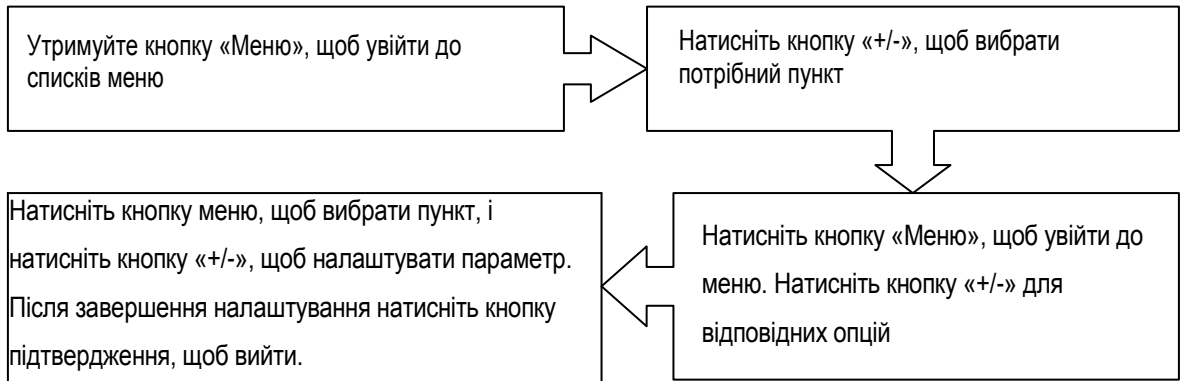 Утримуйте кнопку «Меню», щоб увійти до
списків меню
Натисніть кнопку «+/-», щоб вибрати
потрібний пункт
Натисніть кнопку «Меню», щоб увійти до
меню. Натисніть кнопку «+/-» для
відповідних опцій
Натисніть кнопку меню, щоб вибрати пункт, і
натисніть кнопку «+/-», щоб налаштувати параметр.
Після завершення налаштування натисніть кнопку
підтвердження, щоб вийти.